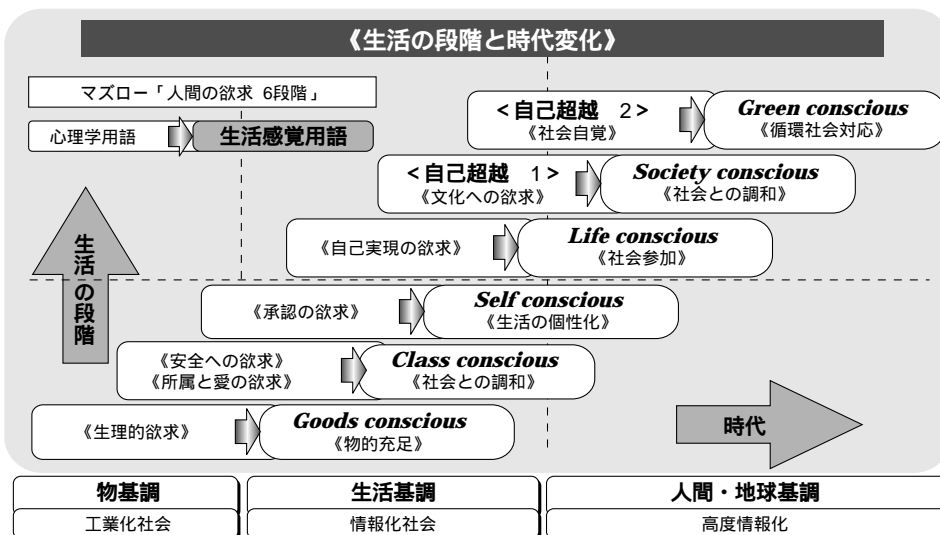 《生活の段階と時代変化》
マズロー「人間の欲求 6段階」
心理学用語
生活感覚用語
<自己超越 2>
《社会自覚》
Green conscious
《循環社会対応》
<自己超越 1>
《文化への欲求》
Society conscious
《社会との調和》
《自己実現の欲求》
Life conscious
《社会参加》
生活の段階
《承認の欲求》
Self conscious
《生活の個性化》
《安全への欲求》
《所属と愛の欲求》
Class conscious
《社会との調和》
《生理的欲求》
Goods conscious
《物的充足》
時代
物基調
生活基調
人間・地球基調
工業化社会
情報化社会
高度情報化